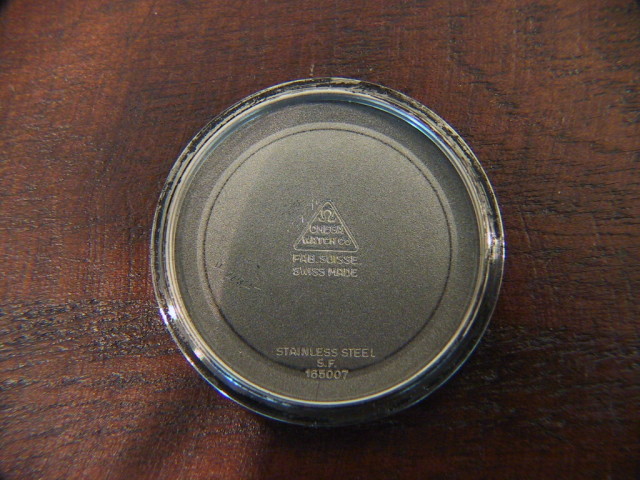 Ω
OMEGA
WATCH Co
FAB. SUISSE
SWISS MADE
STAINLESS STEEL
S.F.
165007